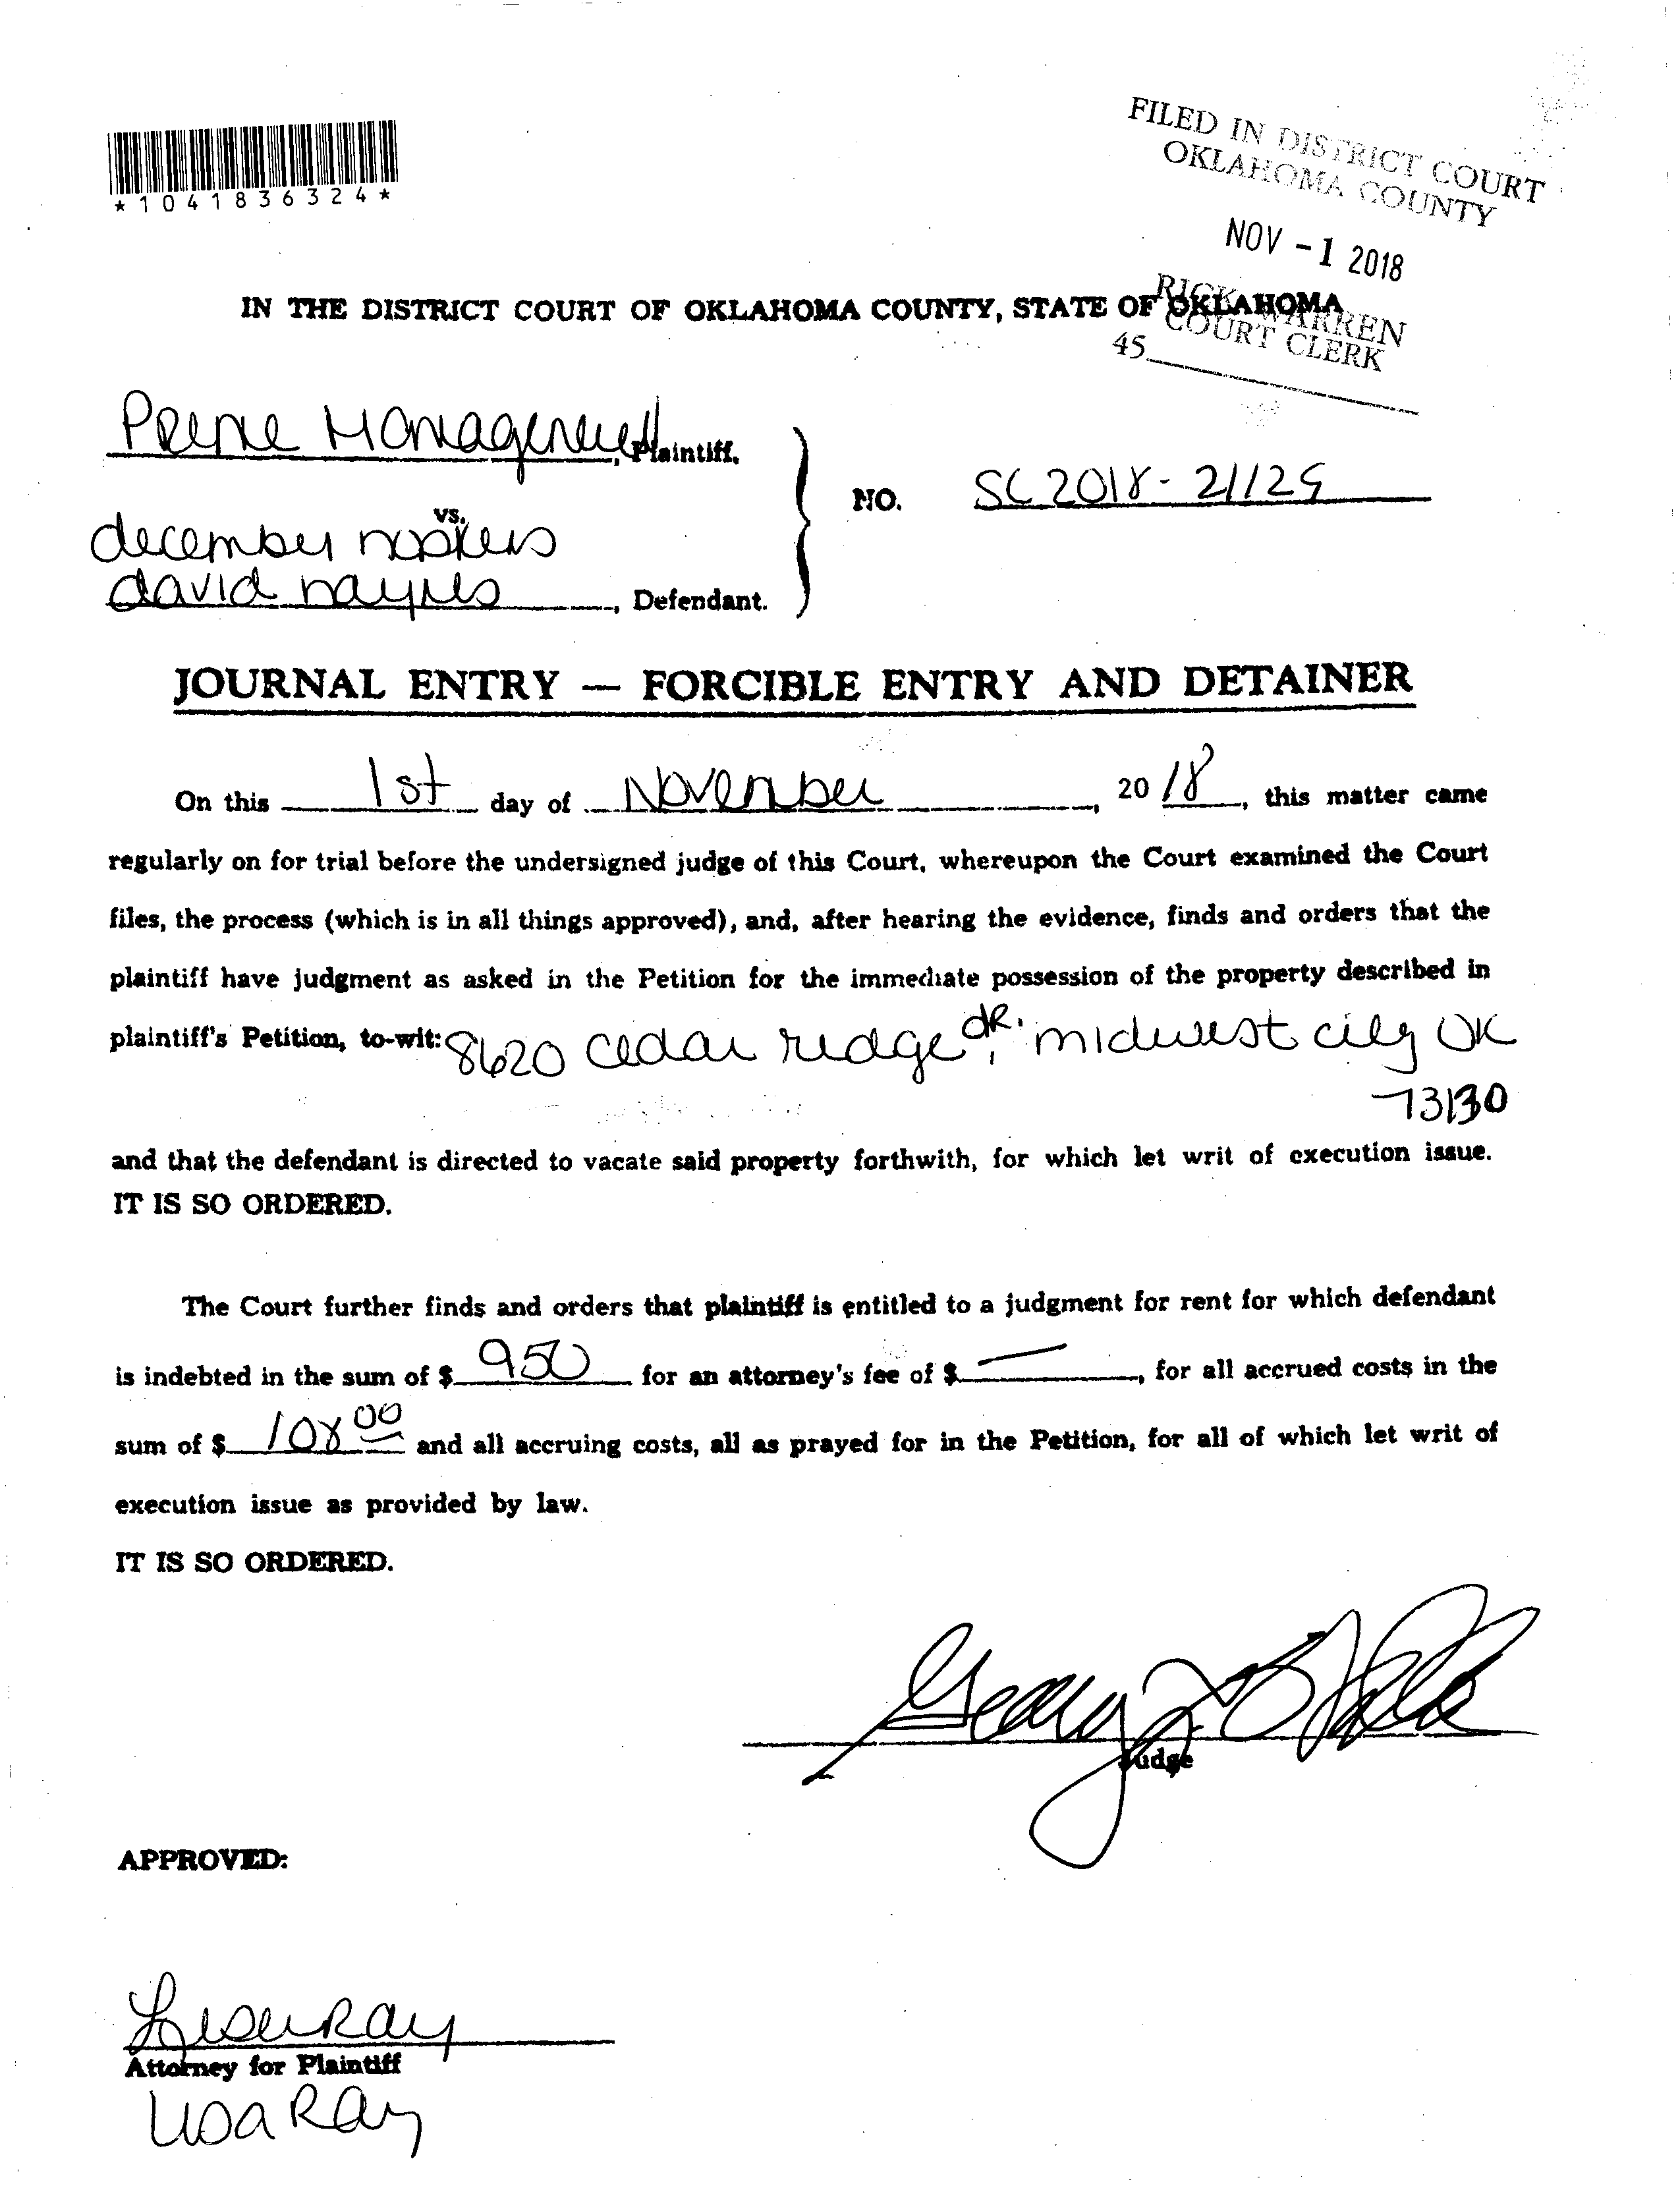 FILED IN DISTRICT COURT
OKLAHOMA COUNTY
NOV - 1 2018
RICK WARREN
COURT CLERK
45
*1041836324*
IN THE DISTRICT COURT OF OKLAHOMA COUNTY, STATE OF OKLAHOMA
Prime Management, Plaintiff,
vs.
december
david haynes, Defendant.
NO. SC 2018-21129
JOURNAL ENTRY — FORCIBLE ENTRY AND DETAINER
On this 1st day of November, 20 18, this matter came
regularly on for trial before the undersigned judge of this Court, whereupon the Court examined the Court
files, the process (which is in all things approved), and, after hearing the evidence, finds and orders that the
plaintiff have judgment as asked in the Petition for the immediate possession of the property described in
plaintiff's Petition, to-wit: 8620 cedar ridge dR., midwest city OK
73130
and that the defendant is directed to vacate said property forthwith, for which let writ of execution issue.
IT IS SO ORDERED.
The Court further finds and orders that plaintiff is entitled to a judgment for rent for which defendant
is indebted in the sum of $ 950 for an attorney's fee of $ —, for all accrued costs in the
sum of $ 108 00 and all accruing costs, all as prayed for in the Petition, for all of which let writ of
execution issue as provided by law.
IT IS SO ORDERED.
Judge
APPROVED:
Lisa Ray
Attorney for Plaintiff
Lisa Ray